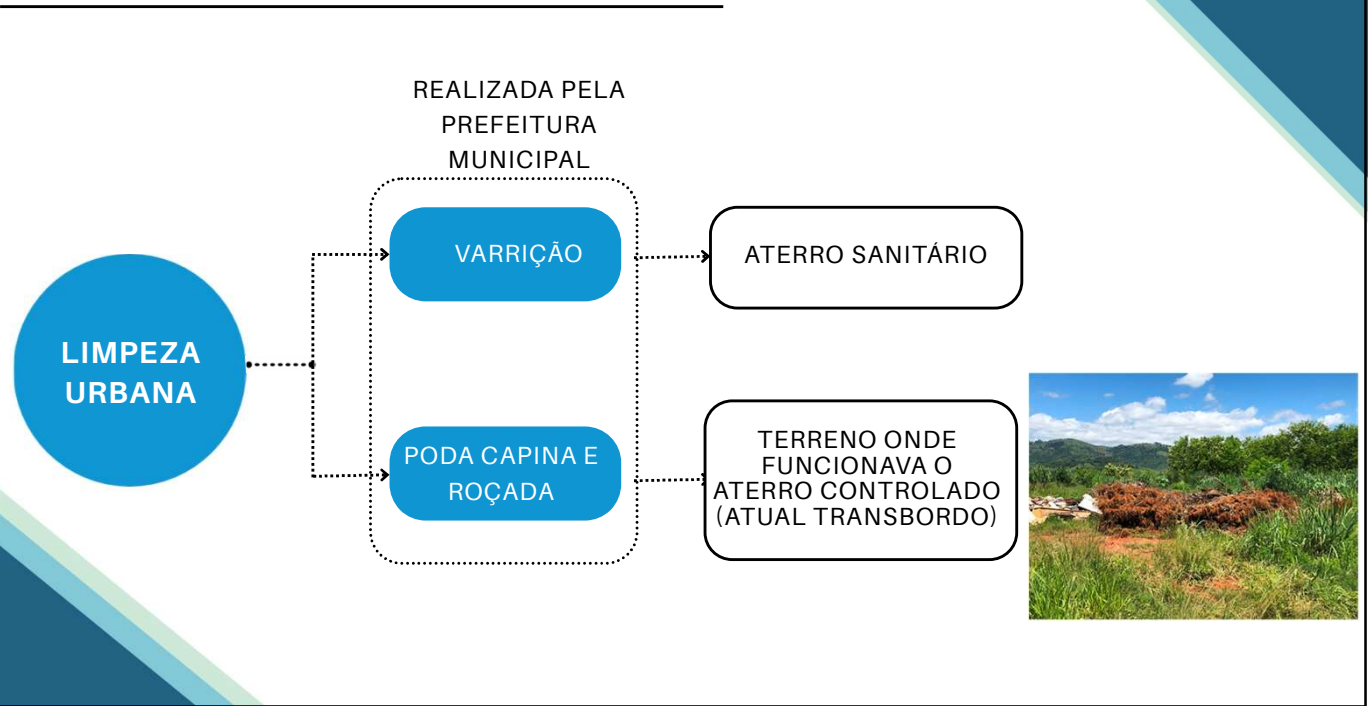 REALIZADA PELA
PREFEITURA
MUNICIPAL
LIMPEZA
URBANA
VARRIÇÃO
ATERRO SANITÁRIO
PODA CAPINA E
ROÇADA
TERRENO ONDE
FUNCIONAVA O
ATERRO CONTROLADO
(ATUAL TRANSBORDO)